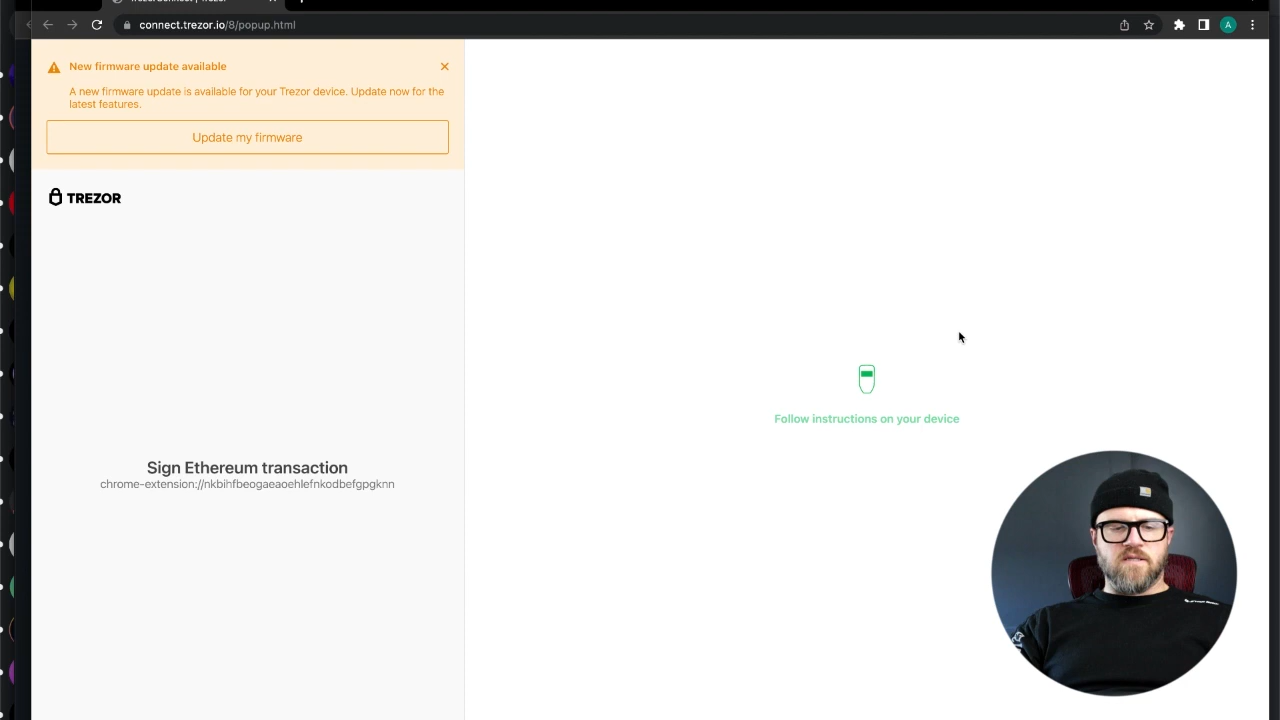 connect.trezor.io/8/popup.html
A
New firmware update available
A new firmware update is available for your Trezor device. Update now for the
latest features.
Update my firmware
TREZOR
Follow instructions on your device
Sign Ethereum transaction
chrome-extension://nkbihfbeogaeaoehlefnkodbefgpgknn